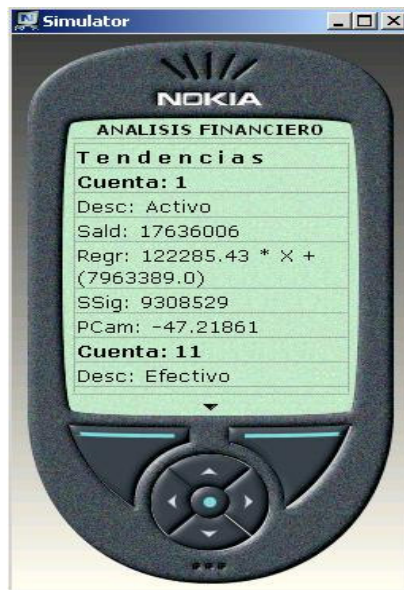 Simulator
NOKIA
ANALISIS FINANCIERO
Tendencias
Cuenta: 1
Desc: Activo
Sald: 17636006
Regr: 122285.43 * X +
(7963389.0)
SSig: 9308529
PCam: -47.21861
Cuenta: 11
Desc: Efectivo